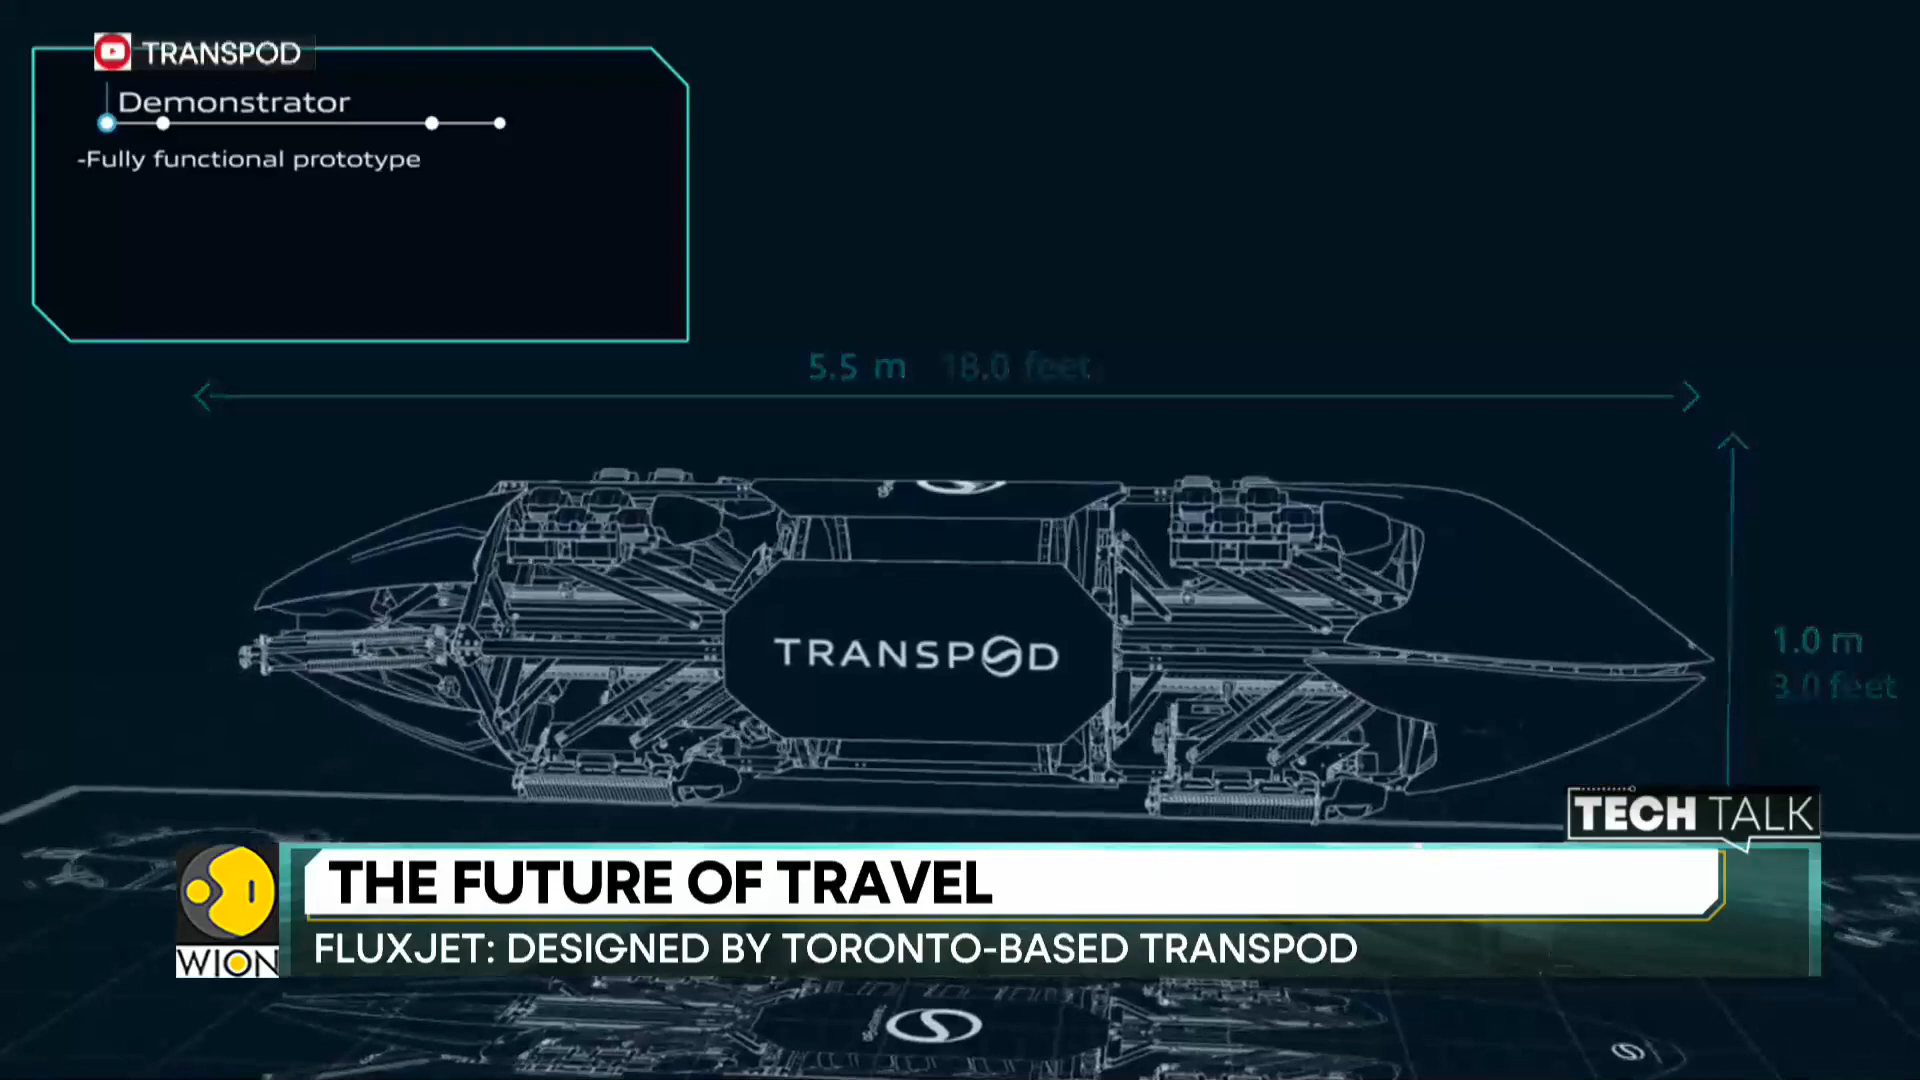 TRANSPOD
Demonstrator
-Fully functional prototype
5.5 m 18.0 feet
TRANSPOD
1.0 m
3.0 feet
TECH TALK
THE FUTURE OF TRAVEL
FLUXJET: DESIGNED BY TORONTO-BASED TRANSPOD
WION